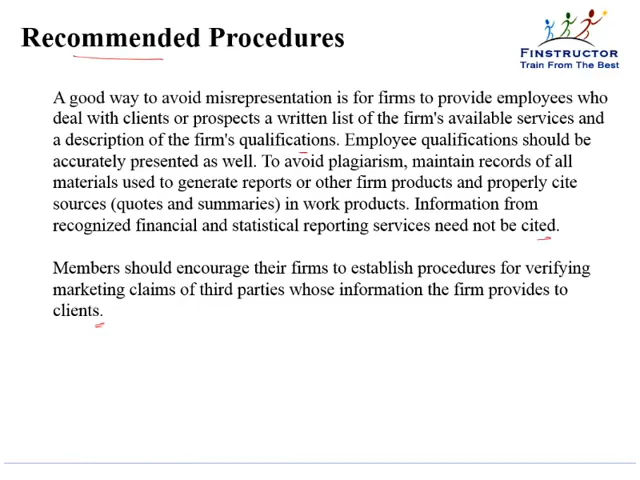 Recommended Procedures
FINSTRUCTOR
Train From The Best
A good way to avoid misrepresentation is for firms to provide employees who
deal with clients or prospects a written list of the firm's available services and
a description of the firm's qualifications. Employee qualifications should be
accurately presented as well. To avoid plagiarism, maintain records of all
materials used to generate reports or other firm products and properly cite
sources (quotes and summaries) in work products. Information from
recognized financial and statistical reporting services need not be cited.
Members should encourage their firms to establish procedures for verifying
marketing claims of third parties whose information the firm provides to
clients.